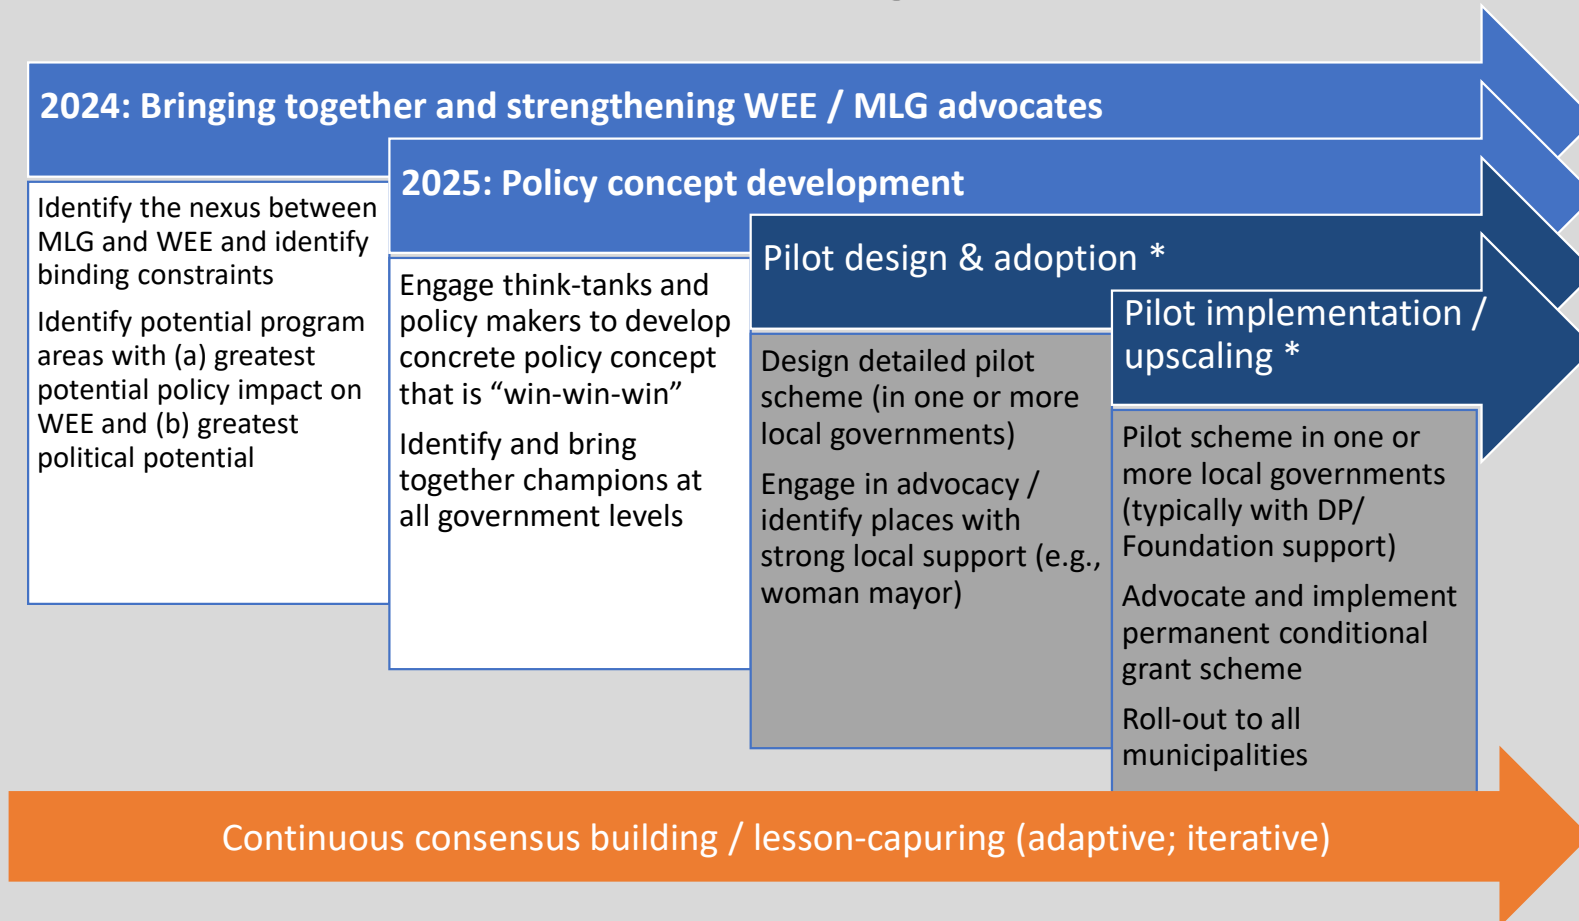 2024: Bringing together and strengthening WEE / MLG advocates
Identify the nexus between
MLG and WEE and identify
binding constraints
Identify potential program
areas with (a) greatest
potential policy impact on
WEE and (b) greatest
political potential
2025: Policy concept development
Engage think-tanks and
policy makers to develop
concrete policy concept
that is “win-win-win”
Identify and bring
together champions at
all government levels
Pilot design & adoption *
Design detailed pilot
scheme (in one or more
local governments)
Engage in advocacy /
identify places with
strong local support (e.g.,
woman mayor)
Pilot implementation /
upscaling *
Pilot scheme in one or
more local governments
(typically with DP/
Foundation support)
Advocate and implement
permanent conditional
grant scheme
Roll-out to all
municipalities
Continuous consensus building / lesson-capuring (adaptive; iterative)